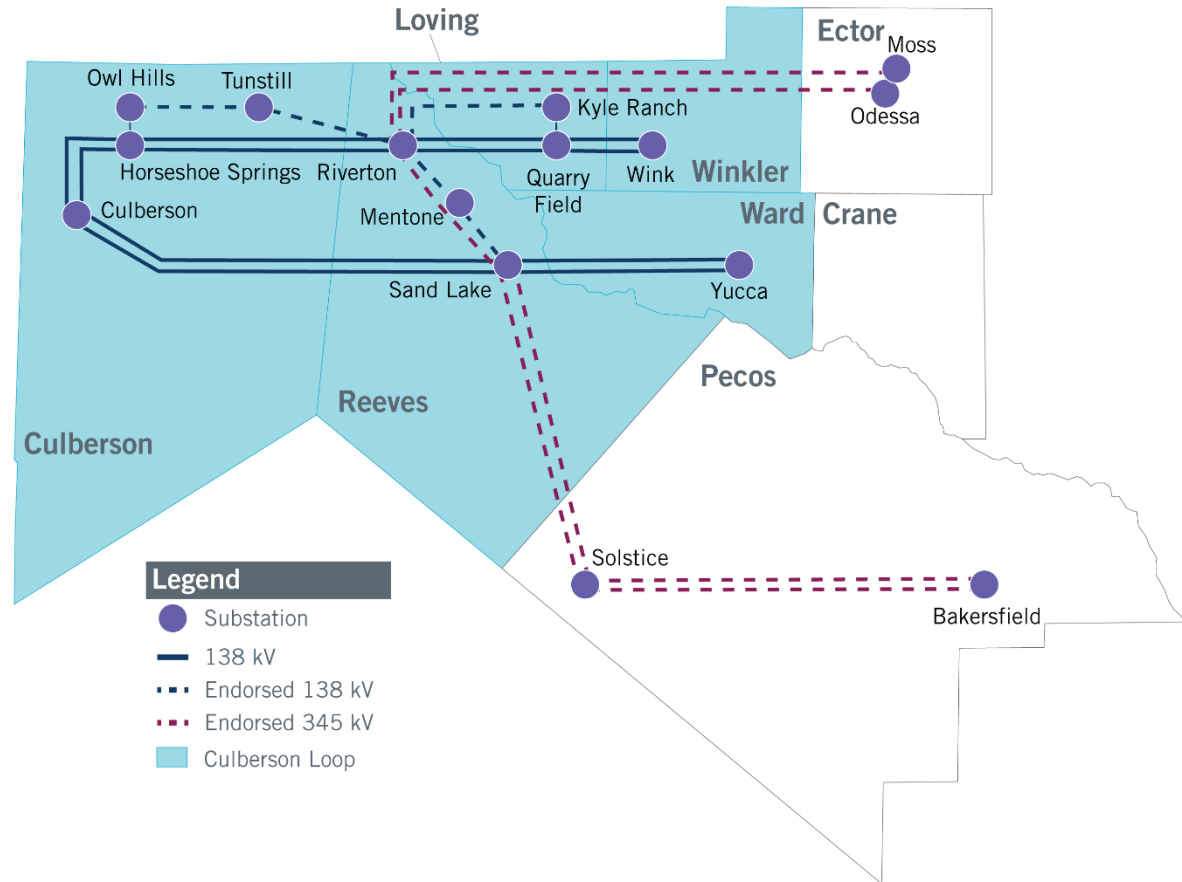 Loving
Ector
Moss
Owl Hills
Tunstill
Kyle Ranch
Odessa
Horseshoe Springs
Riverton
Quarry
Field
Wink
Winkler
Culberson
Mentone
Ward
Crane
Sand Lake
Yucca
Pecos
Reeves
Culberson
Solstice
Bakersfield
Legend
Substation
138 kV
Endorsed 138 kV
Endorsed 345 kV
Culberson Loop